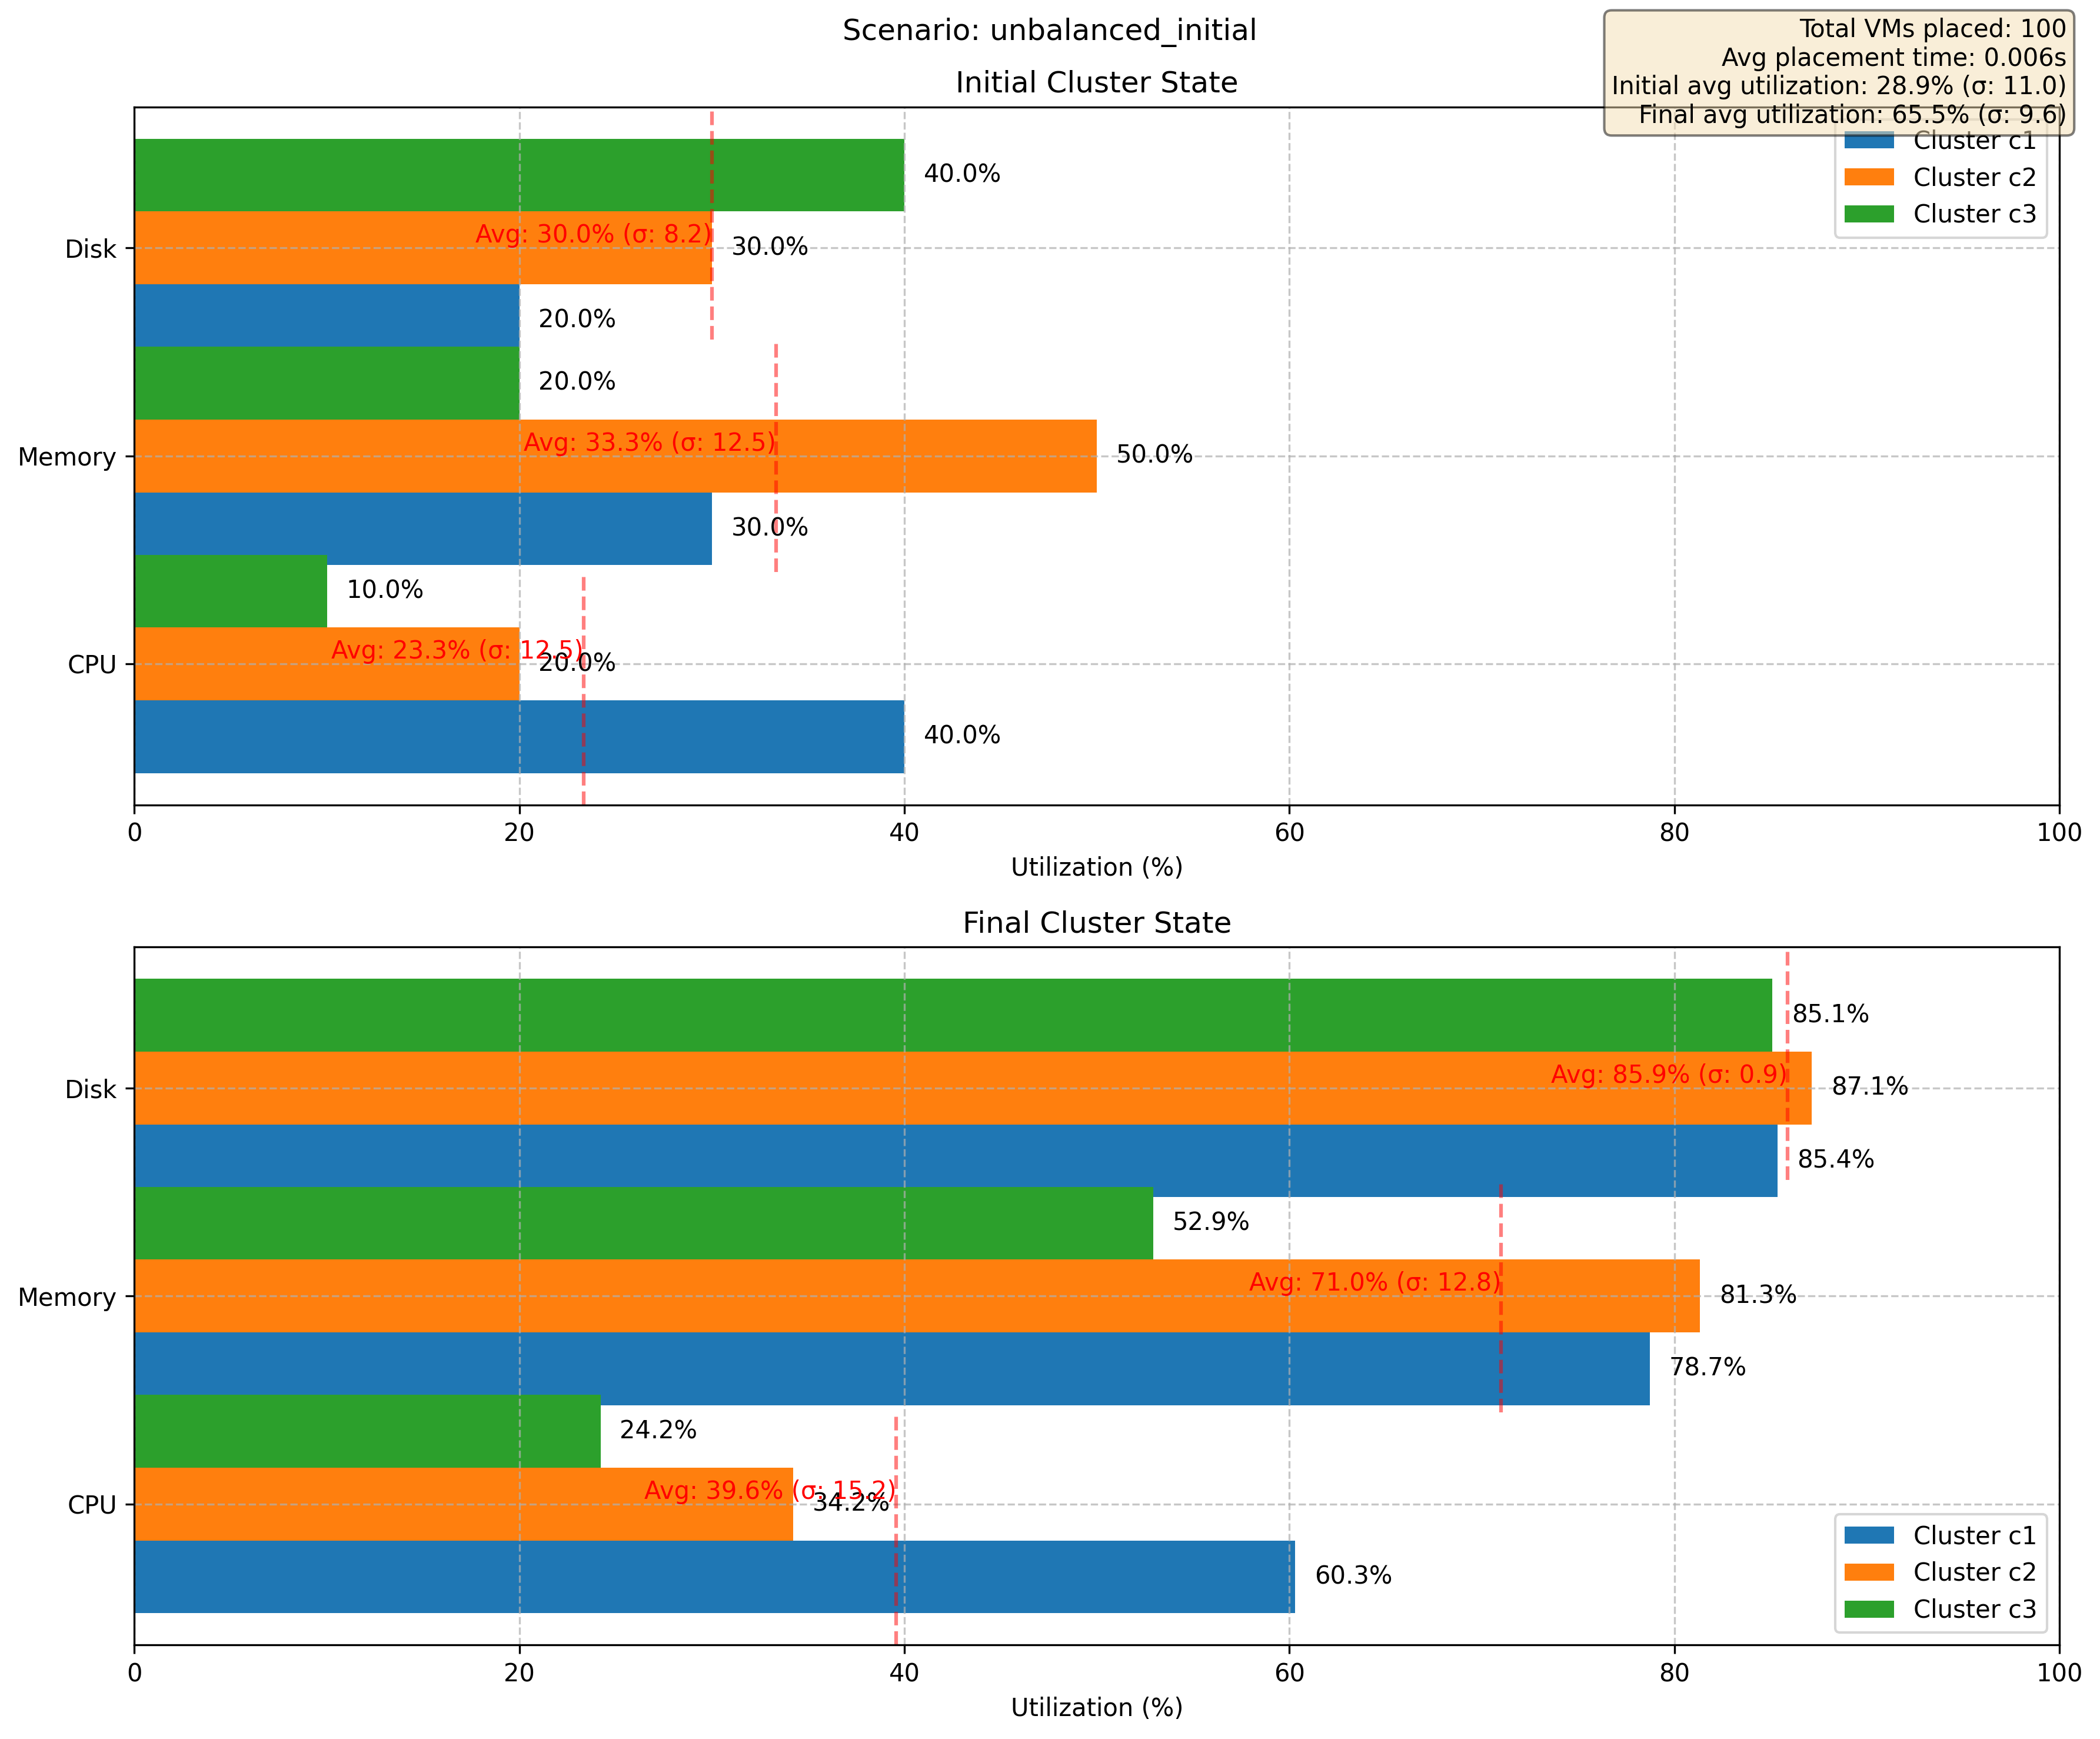 Scenario: unbalanced_initial
Total VMs placed: 100
Avg placement time: 0.006s
Initial avg utilization: 28.9% (σ: 11.0)
Final avg utilization: 65.5% (σ: 9.6)
Initial Cluster State
Cluster c1
Cluster c2
Cluster c3
40.0%
Avg: 30.0% (σ: 8.2)
Disk
30.0%
20.0%
20.0%
Avg: 33.3% (σ: 12.5)
Memory
50.0%
30.0%
10.0%
Avg: 23.3% (σ: 12.5)
CPU
20.0%
40.0%
0 20 40 60 80 100
Utilization (%)
Final Cluster State
85.1%
Avg: 85.9% (σ: 0.9)
Disk
87.1%
85.4%
52.9%
Avg: 71.0% (σ: 12.8)
Memory
81.3%
78.7%
24.2%
Avg: 39.6% (σ: 15.2)
CPU
34.2%
60.3%
Cluster c1
Cluster c2
Cluster c3
0 20 40 60 80 100
Utilization (%)